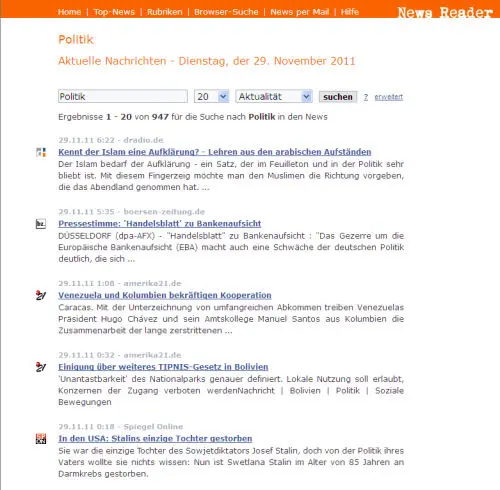 Home | Top-News | Rubriken | Browser-Suche | News per Mail | Hilfe
News Reader
Politik
Aktuelle Nachrichten - Dienstag, der 29. November 2011
Politik 20 Aktualität suchen ? erweitert
Ergebnisse 1 - 20 von 947 für die Suche nach Politik in den News
29.11.11 6:22 - dradio.de
Kennt der Islam eine Aufklärung? - Lehren aus den arabischen Aufständen
Der Islam bedarf der Aufklärung - ein Satz, der im Feuilleton und in der Politik sehr
bliebt ist. Mit diesem Fingerzeig möchte man den Muslimen die Richtung vorgeben,
die das Abendland genommen hat. ...
29.11.11 5:35 - boersen-zeitung.de
bz.
Pressestimme: 'Handelsblatt' zu Bankenaufsicht
DÜSSELDORF (dpa-AFX) - "Handelsblatt" zu Bankenaufsicht : "Das Gezerre um die
Europäische Bankenaufsicht (EBA) macht auch eine Schwäche der deutschen Politik
deutlich, die sich ...
29.11.11 1:08 - amerika21.de
Venezuela und Kolumbien bekräftigen Kooperation
Caracas. Mit der Unterzeichnung von umfangreichen Abkommen treiben Venezuelas
Präsident Hugo Chávez und sein Amtskollege Manuel Santos aus Kolumbien die
Zusammenarbeit der lange zerstrittenen ...
29.11.11 0:32 - amerika21.de
Einigung über weiteres TIPNIS-Gesetz in Bolivien
'Unantastbarkeit' des Nationalparks genauer definiert. Lokale Nutzung soll erlaubt,
Konzernen der Zugang verboten werdenNachricht | Bolivien | Politik | Soziale
Bewegungen
29.11.11 0:18 - Spiegel Online
In den USA: Stalins einzige Tochter gestorben
Sie war die einzige Tochter des Sowjetdiktators Josef Stalin, doch von der Politik ihres
Vaters wollte sie nichts wissen: Nun ist Swetlana Stalin im Alter von 85 Jahren an
Darmkrebs gestorben.